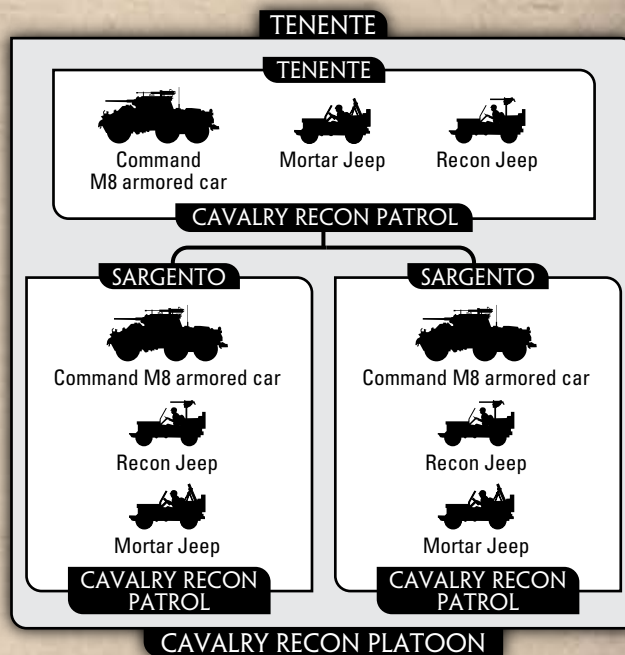 TENENTE
TENENTE
Command
M8 armored car
Mortar Jeep
Recon Jeep
CAVALRY RECON PATROL
SARGENTO
Command M8 armored car
Recon Jeep
Mortar Jeep
CAVALRY RECON
PATROL
SARGENTO
Command M8 armored car
Recon Jeep
Mortar Jeep
CAVALRY RECON
PATROL
CAVALRY RECON PLATOON